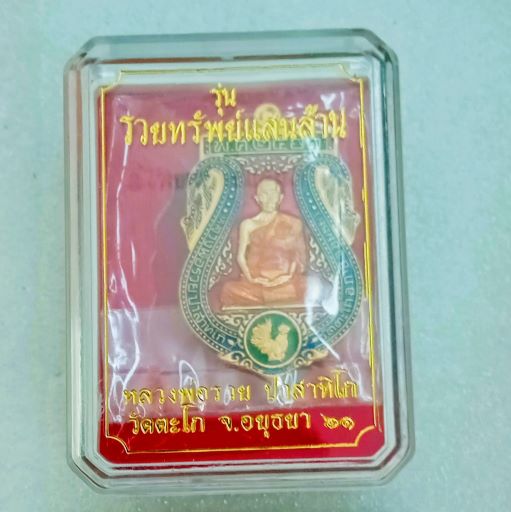 รุ่น
รวยทรัพย์แสนล้าน
หลวงพ่อรวย ปาสาทิโก
วัดตะโก จ.อยุธยา ๖๑